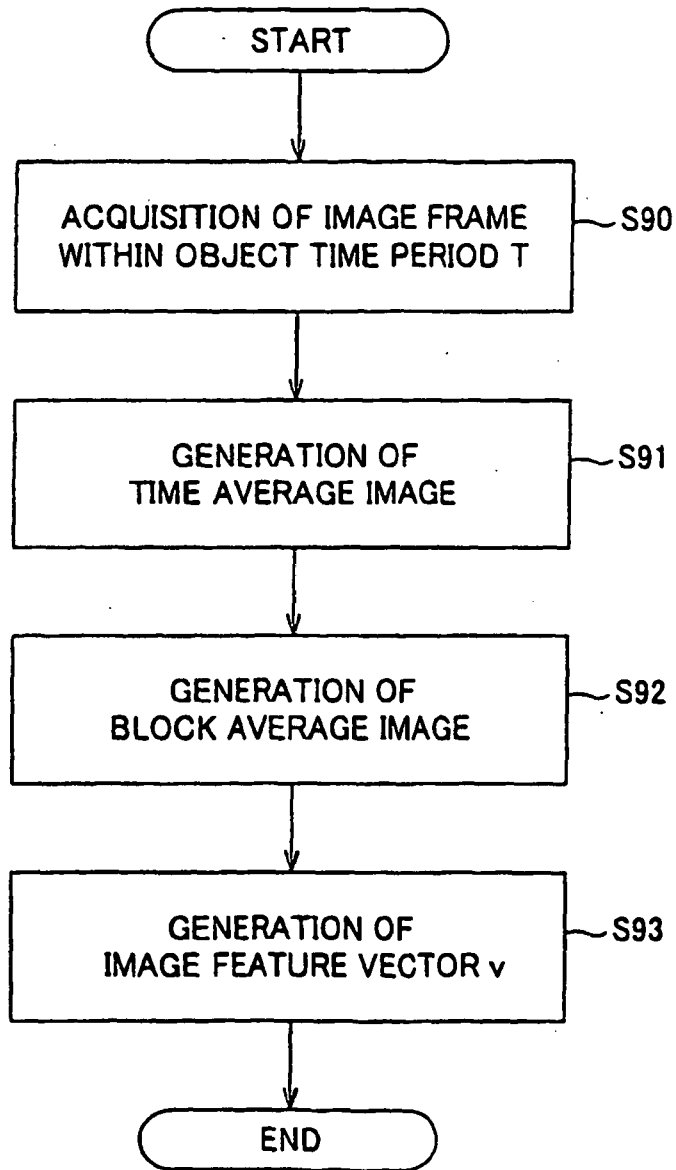 START
ACQUISITION OF IMAGE FRAME
WITHIN OBJECT TIME PERIOD T
S90
GENERATION OF
TIME AVERAGE IMAGE
S91
GENERATION OF
BLOCK AVERAGE IMAGE
S92
GENERATION OF
IMAGE FEATURE VECTOR v
S93
END